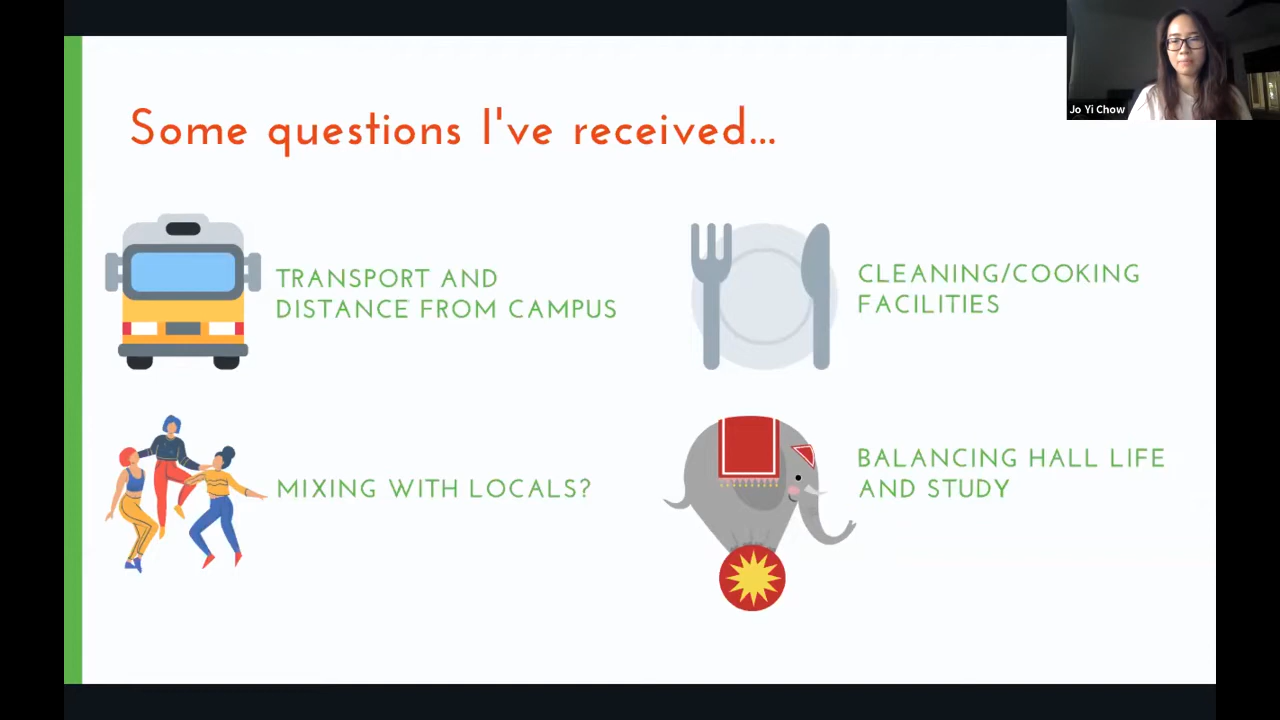 Jo Yi Chow
Some questions I've received...
TRANSPORT AND
DISTANCE FROM CAMPUS
CLEANING/COOKING
FACILITIES
MIXING WITH LOCALS?
BALANCING HALL LIFE
AND STUDY